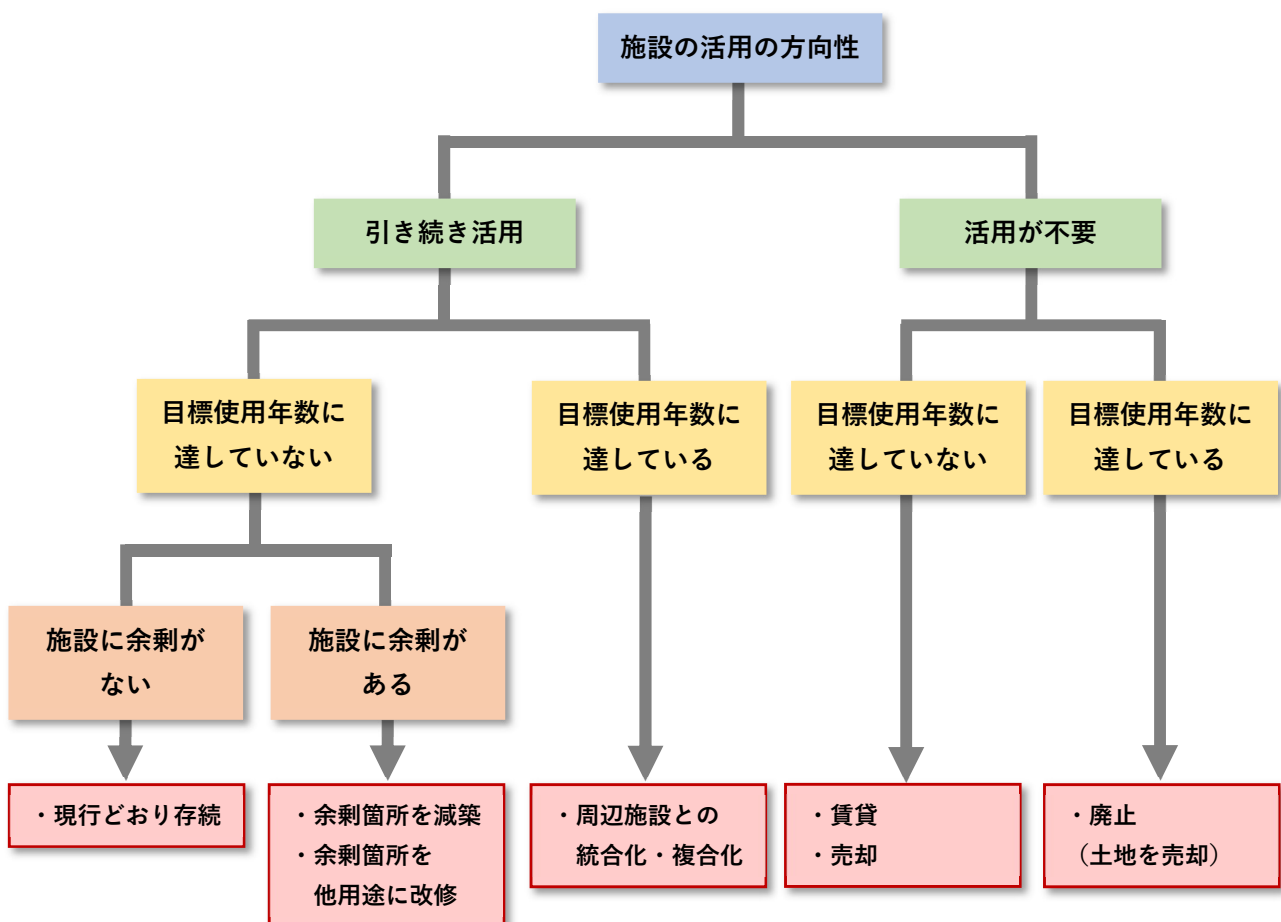 施設の活用の方向性
引き続き活用
活用が不要
目標使用年数に
達していない
目標使用年数に
達している
目標使用年数に
達していない
目標使用年数に
達している
施設に余剰が
ない
施設に余剰が
ある
・現行どおり存続
・余剰箇所を減築
・余剰箇所を
他用途に改修
・周辺施設との
統合化・複合化
・賃貸
・売却
・廃止
（土地を売却）